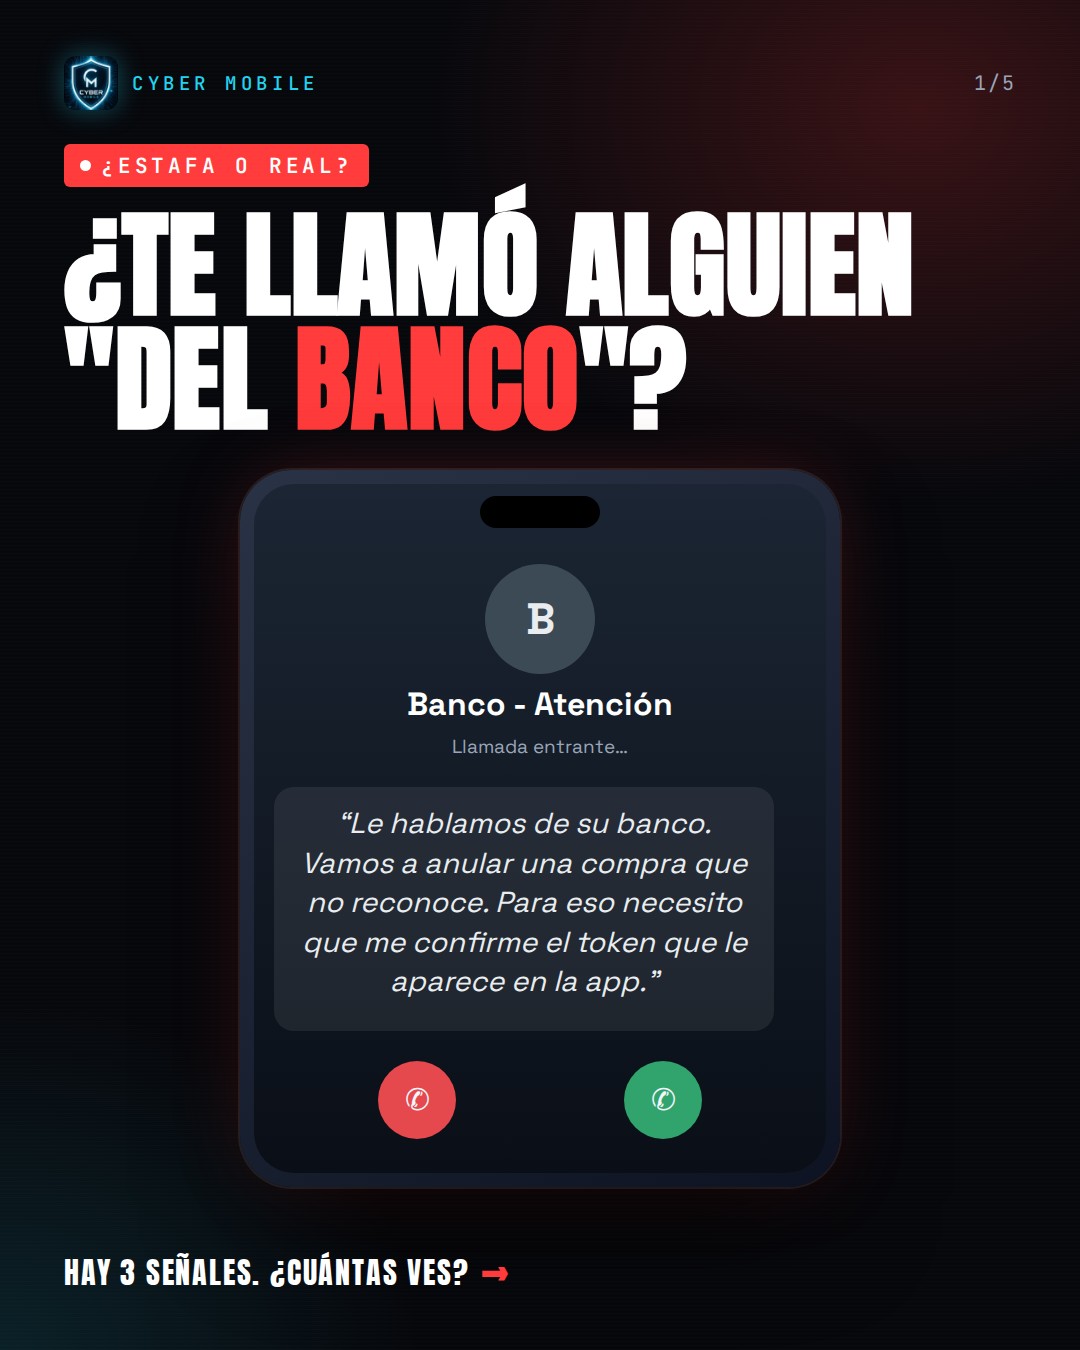 CM
CYBER
CYBER MOBILE
1/5
¿ESTAFA O REAL?
¿TE LLAMÓ ALGUIEN
"DEL BANCO"?
B
Banco - Atención
Llamada entrante…
“Le hablamos de su banco.
Vamos a anular una compra que
no reconoce. Para eso necesito
que me confirme el token que le
aparece en la app.”
HAY 3 SEÑALES. ¿CUÁNTAS VES? →